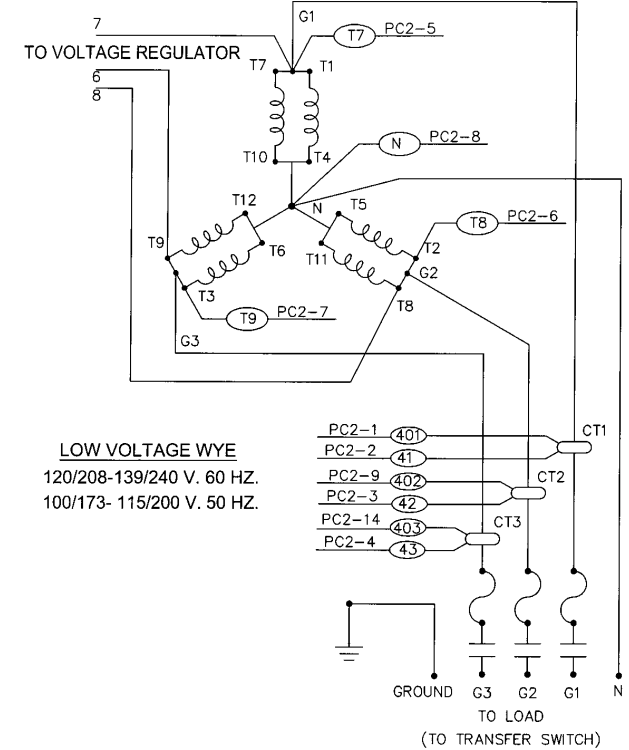 G1
7
T7
PC2-5
TO VOLTAGE REGULATOR
T7
T1
6
8
T10
T4
N
PC2-8
T12
N
T5
T8
PC2-6
T9
T6
T11
T2
G2
T3
T8
T9
PC2-7
G3
PC2-1
401
CT1
PC2-2
41
LOW VOLTAGE WYE
120/208-139/240 V. 60 HZ.
100/173- 115/200 V. 50 HZ.
PC2-9
402
CT2
PC2-3
42
PC2-14
403
CT3
PC2-4
43
GROUND G3 G2 G1 N
TO LOAD
(TO TRANSFER SWITCH)